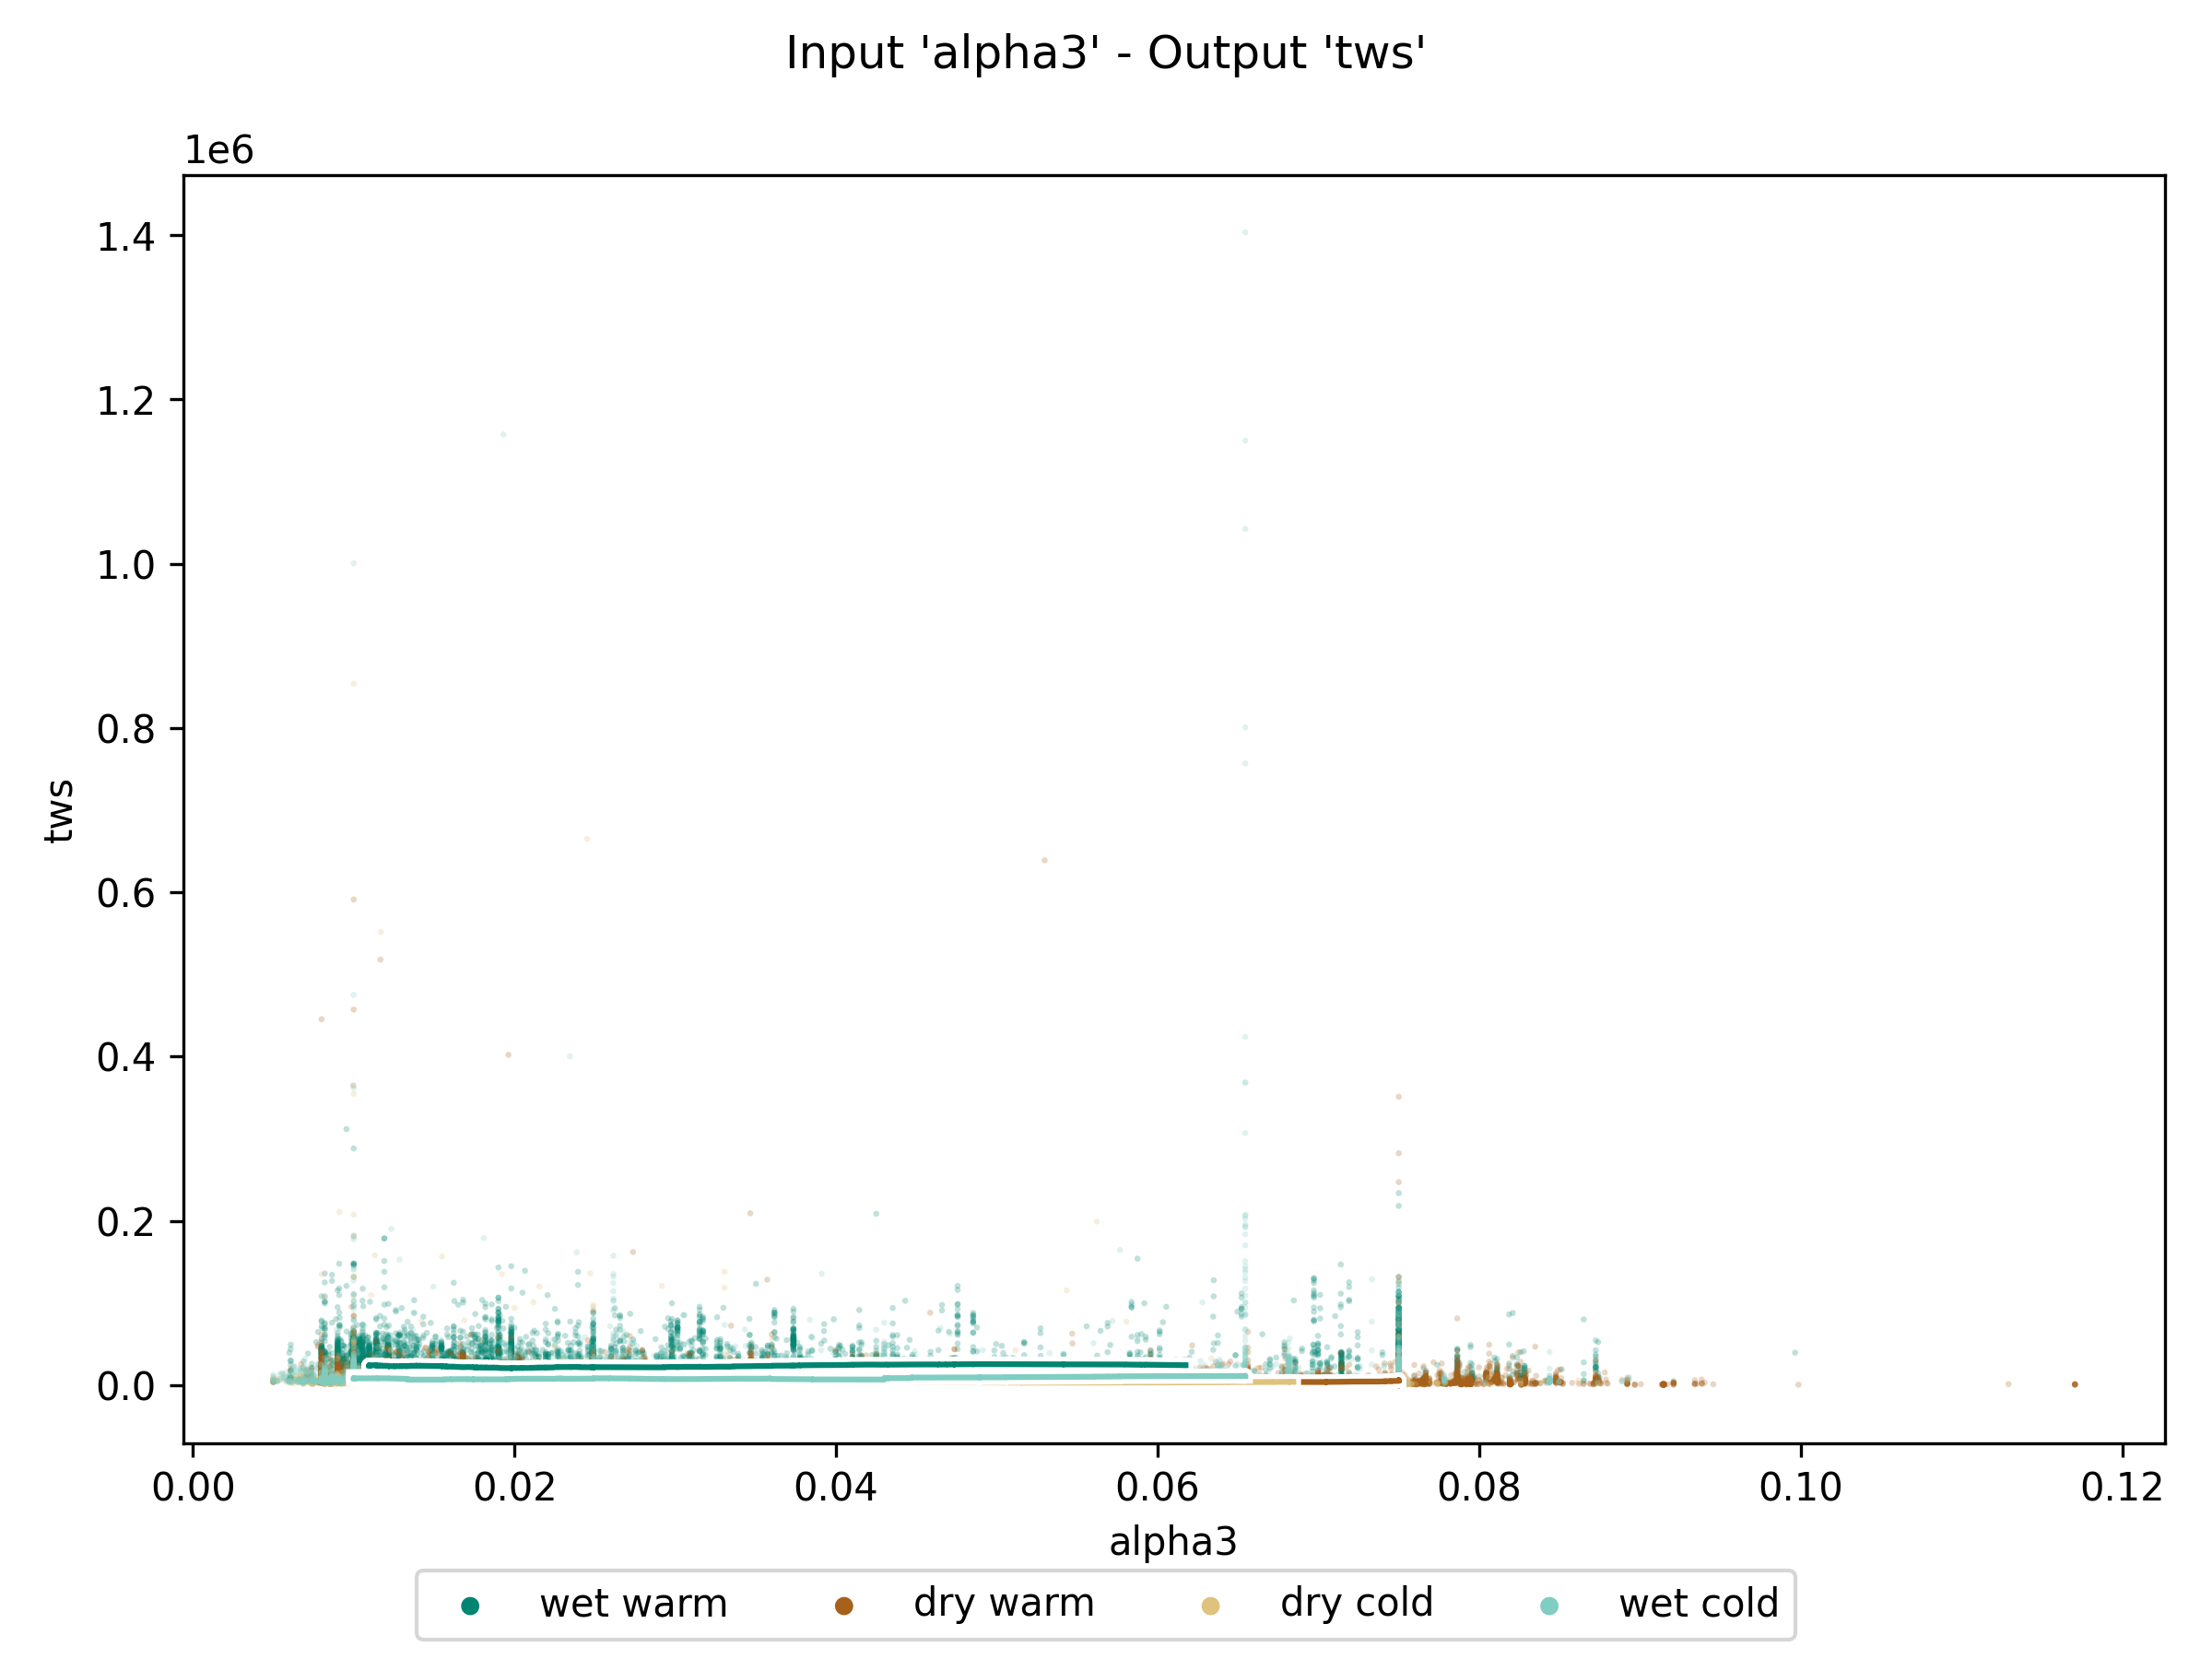 Input 'alpha3' - Output 'tws'
1e6
1.4
1.2
1.0
0.8
0.6
0.4
0.2
0.0
tws
0.00 0.02 0.04 0.06 0.08 0.10 0.12
alpha3
wet warm dry warm dry cold wet cold